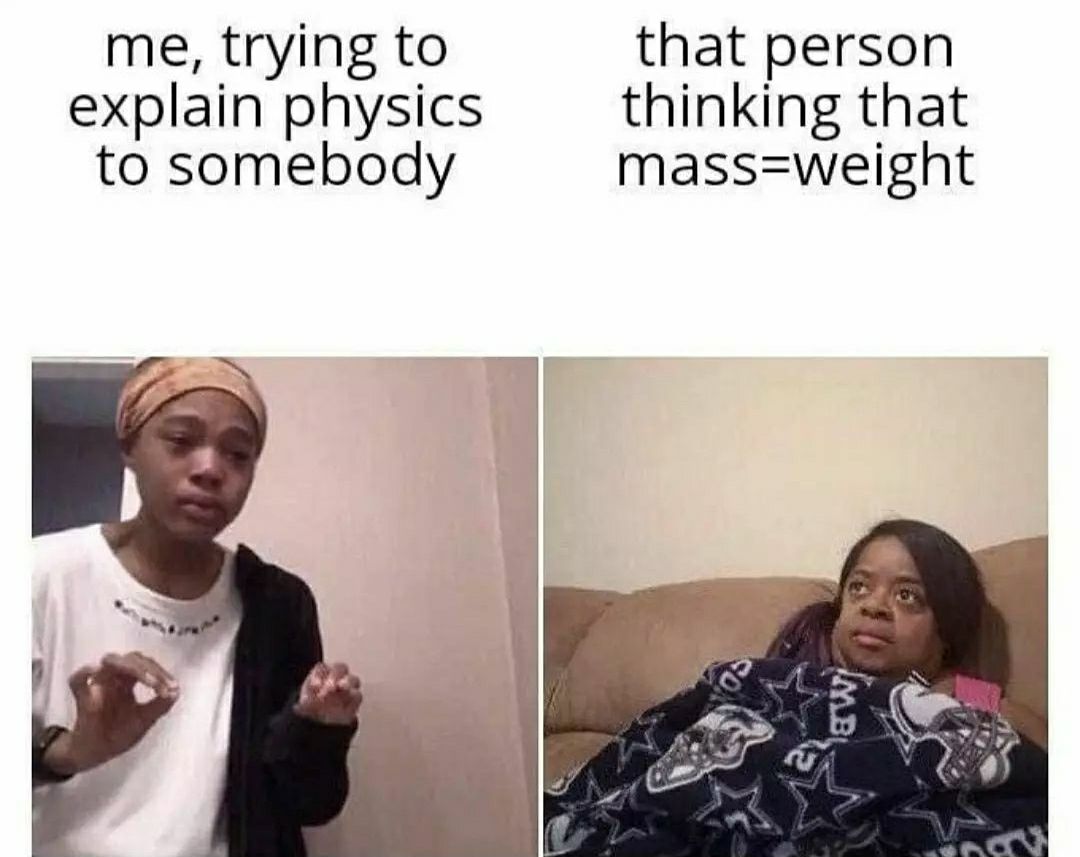 me, trying to
explain physics
to somebody
that person
thinking that
mass=weight